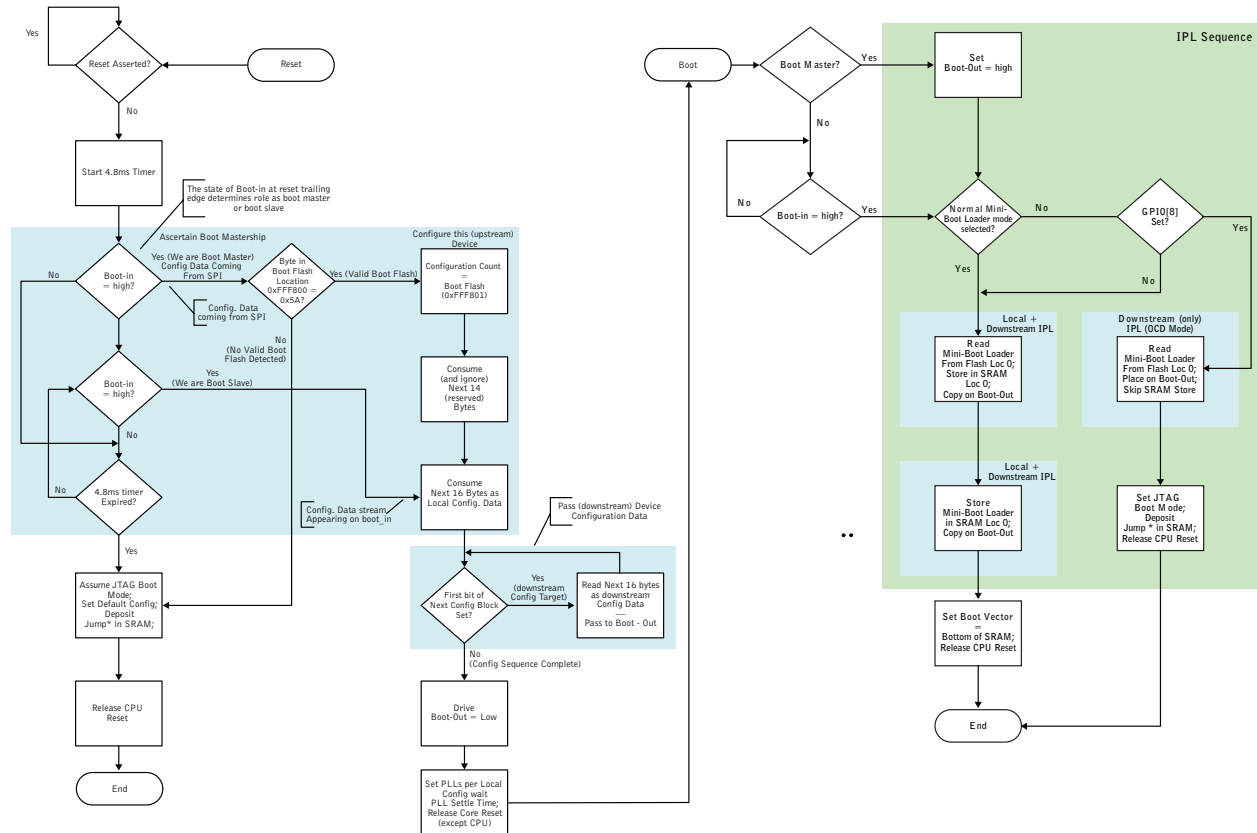 Yes
Reset Asserted?
Reset
No
Start 4.8ms Timer
The state of Boot-in at reset trailing
edge determines role as boot master
or boot slave
Ascertain Boot Mastership
No
Boot-in
= high?
Yes (We are Boot Master)
Config Data Coming
From SPI
Config. Data
coming from SPI
Byte in
Boot Flash
Location
0xFFF800 =
0x5A?
Yes (Valid Boot Flash)
Configure this (upstream)
Device
Configuration Count
=
Boot Flash
(0xFFF801)
No
(No Valid Boot
Flash Detected)
Boot-in
= high?
Yes
(We are Boot Slave)
Consume
(and ignore)
Next 14
(reserved)
Bytes
No
No
4.8ms timer
Expired?
Config. Data stream
Appearing on boot_in
Consume
Next 16 Bytes as
Local Config. Data
Pass (downstream) Device
Configuration Data
Yes
Assume JTAG Boot
Mode;
Set Default Config;
Deposit
Jump* in SRAM;
First bit of
Next Config Block
Set?
Yes
(downstream
Config Target)
Read Next 16 bytes
as downstream
Config Data
—
Pass to Boot - Out
No
(Config Sequence Complete)
Release CPU
Reset
Drive
Boot-Out = Low
End
Set PLLs per Local
Config wait
PLL Settle Time;
Release Core Reset
(except CPU)
IPL Sequence
Boot
Boot Master?
Yes
Set
Boot-Out = high
No
No
Boot-in = high?
Yes
Normal Mini-
Boot Loader mode
selected?
No
GPIO[8]
Set?
Yes
Yes
No
Local +
Downstream IPL
Read
Mini-Boot Loader
From Flash Loc 0;
Store in SRAM
Loc 0;
Copy on Boot-Out
Downstream (only)
IPL (OCD Mode)
Read
Mini-Boot Loader
From Flash Loc 0;
Place on Boot-Out;
Skip SRAM Store
Local +
Downstream IPL
Store
Mini-Boot Loader
in SRAM Loc 0;
Copy on Boot-Out
Set JTAG
Boot Mode;
Deposit
Jump * in SRAM;
Release CPU Reset
..
Set Boot Vector
=
Bottom of SRAM;
Release CPU Reset
End